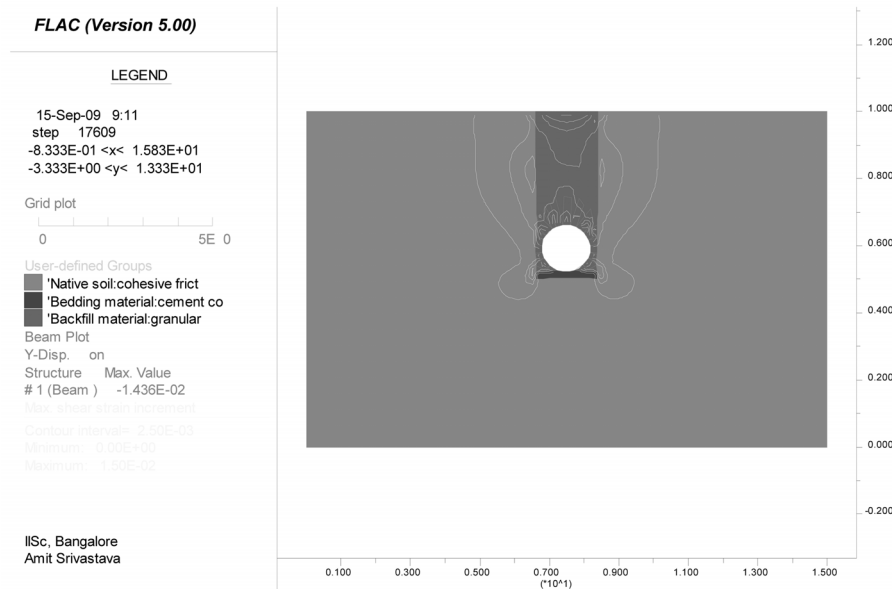 FLAC (Version 5.00)
LEGEND
15-Sep-09 9:11
step 17609
-8.333E-01 <x< 1.583E+01
-3.333E+00 <y< 1.333E+01
Grid plot
0 5E 0
User-defined Groups
'Native soil:cohesive frict
'Bedding material:cement co
'Backfill material:granular
Beam Plot
Y-Disp. on
Structure Max. Value
# 1 (Beam ) -1.436E-02
Max. shear strain increment
Contour interval= 2.50E-03
Minimum: 0.00E+00
Maximum: 1.50E-02
IISc, Bangalore
Amit Srivastava
1.200
1.000
0.800
0.600
0.400
0.200
0.000
-0.200
0.100 0.300 0.500 0.700 0.900 1.100 1.300 1.500
(*10^1)